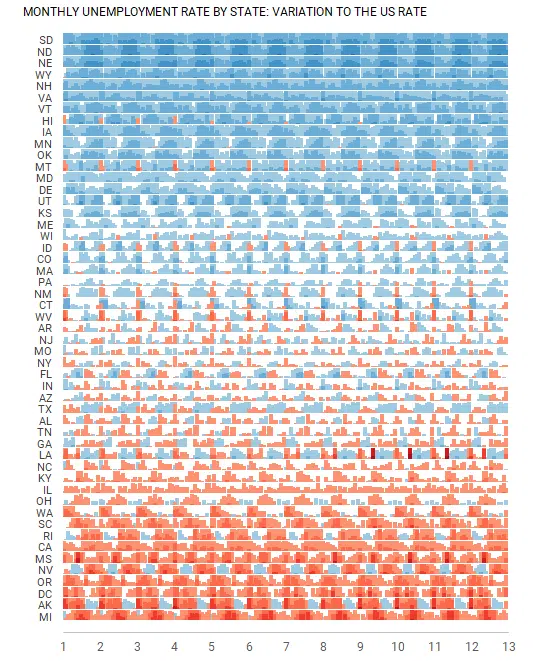 MONTHLY UNEMPLOYMENT RATE BY STATE: VARIATION TO THE US RATE
SD
ND
NE
WY
NH
VA
VT
HI
IA
MN
OK
MT
MD
DE
UT
KS
ME
WI
ID
CO
MA
PA
NM
CT
WV
AR
NJ
MO
NY
FL
IN
AZ
TX
AL
TN
GA
LA
NC
KY
IL
OH
WA
SC
RI
CA
MS
NV
OR
DC
AK
MI
1 2 3 4 5 6 7 8 9 10 11 12 13